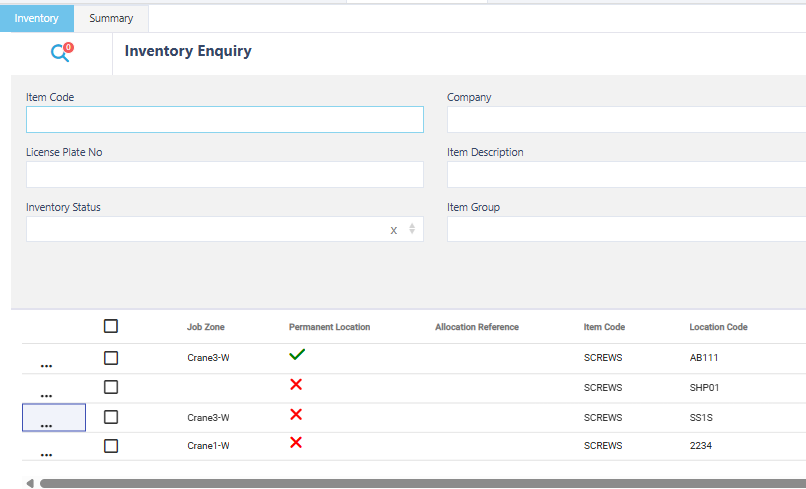 Inventory Summary
0
Inventory Enquiry
Item Code Company
License Plate No Item Description
Inventory Status Item Group
x
Job Zone Permanent Location Allocation Reference Item Code Location Code
... Crane3-W SCREWS AB111
... SCREWS SHP01
... Crane3-W SCREWS SS1S
... Crane1-W SCREWS 2234